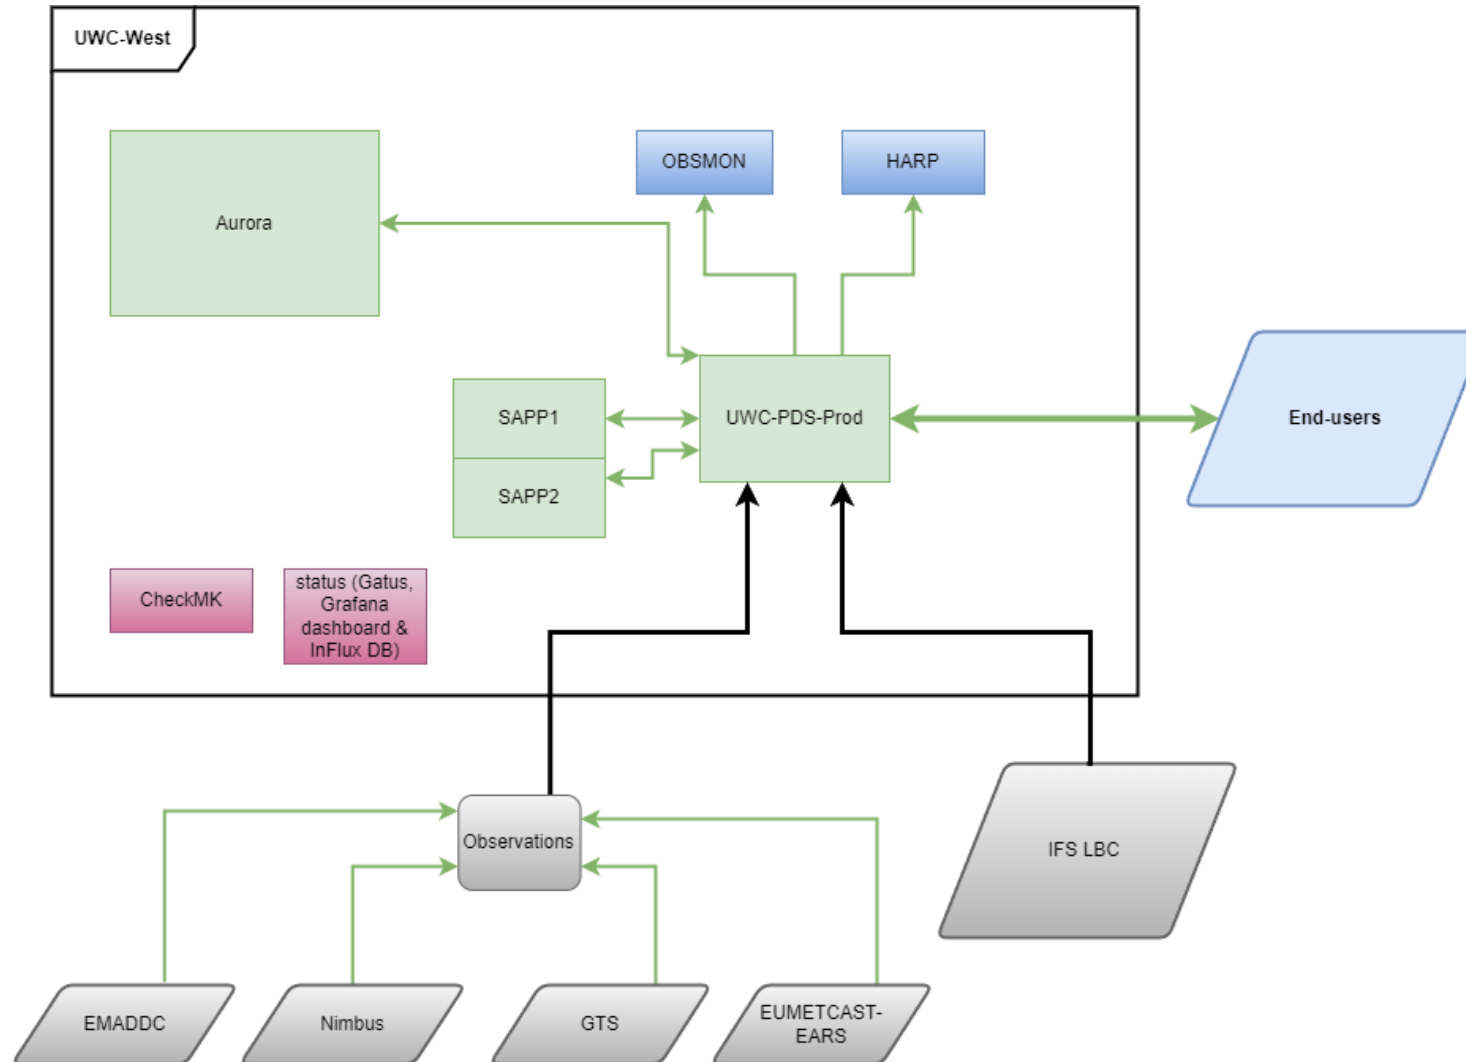 UWC-West
OBSMON
HARP
Aurora
SAPP1
UWC-PDS-Prod
End-users
SAPP2
CheckMK
status (Gatus,
Grafana
dashboard &
InFlux DB)
Observations
IFS LBC
EMADDC
Nimbus
GTS
EUMETCAST-
EARS